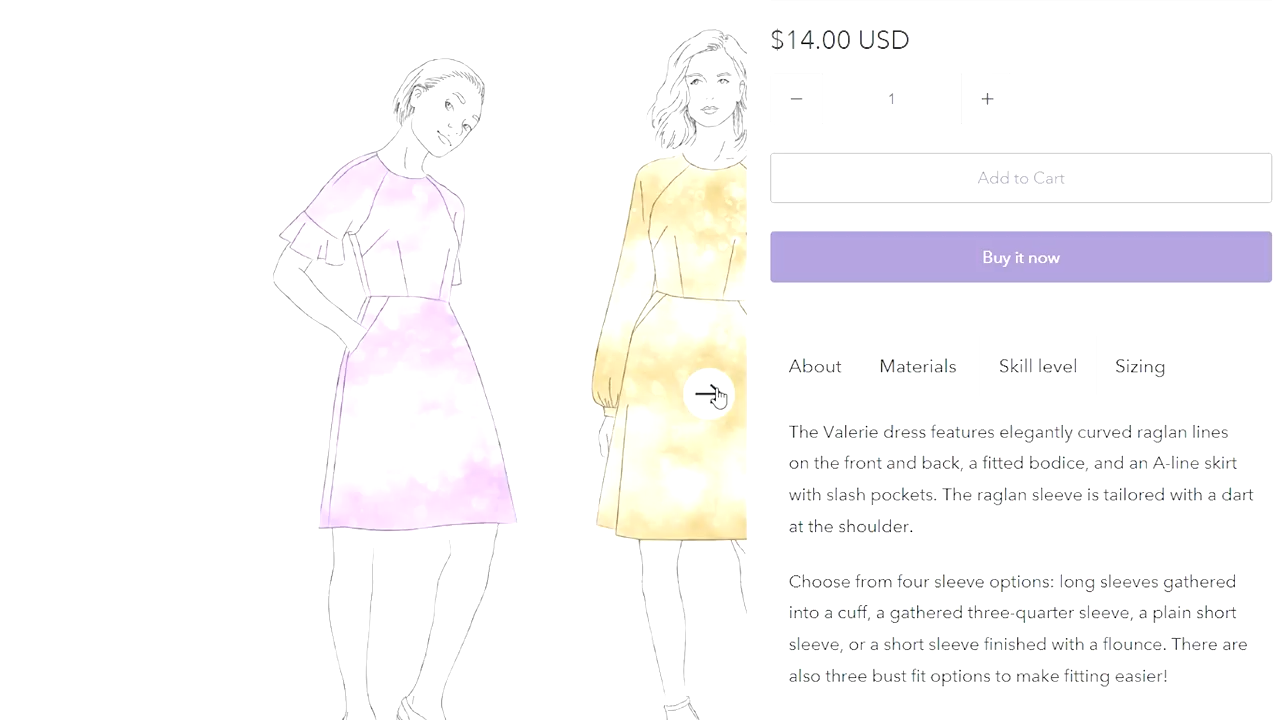 $14.00 USD
− 1 +
Add to Cart
Buy it now
About Materials Skill level Sizing
The Valerie dress features elegantly curved raglan lines
on the front and back, a fitted bodice, and an A-line skirt
with slash pockets. The raglan sleeve is tailored with a dart
at the shoulder.
Choose from four sleeve options: long sleeves gathered
into a cuff, a gathered three-quarter sleeve, a plain short
sleeve, or a short sleeve finished with a flounce. There are
also three bust fit options to make fitting easier!